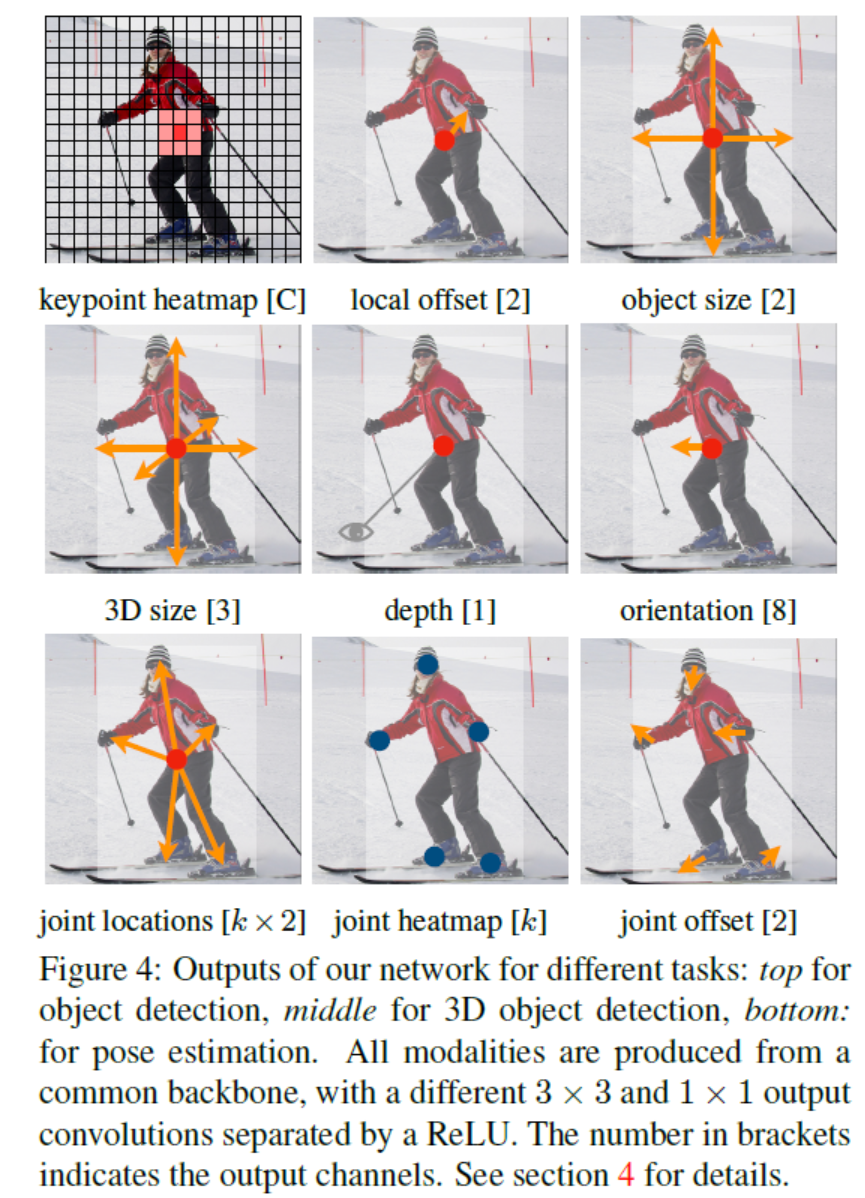 keypoint heatmap [C] local offset [2] object size [2]
3D size [3] depth [1] orientation [8]
joint locations [k × 2] joint heatmap [k] joint offset [2]
Figure 4: Outputs of our network for different tasks: top for
object detection, middle for 3D object detection, bottom:
for pose estimation. All modalities are produced from a
common backbone, with a different 3 × 3 and 1 × 1 output
convolutions separated by a ReLU. The number in brackets
indicates the output channels. See section 4 for details.